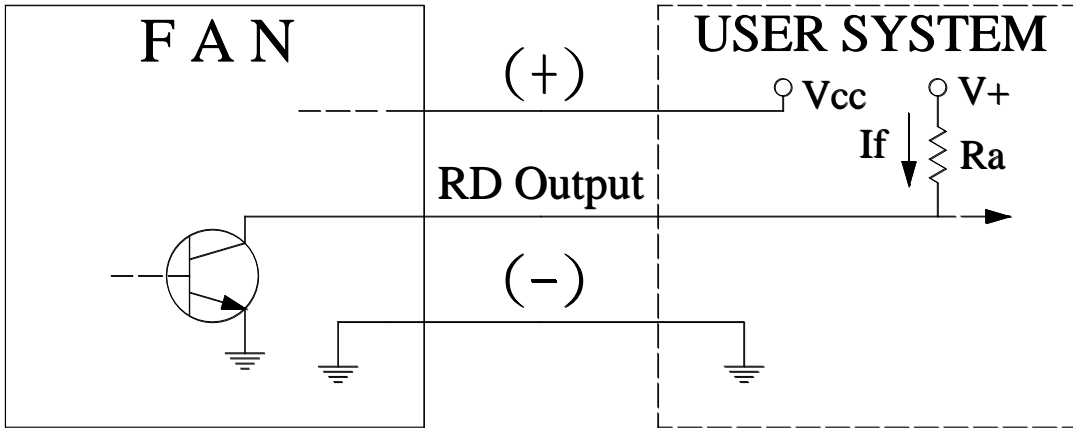 F A N
USER SYSTEM
(+)
Vcc
V+
If
Ra
RD Output
(-)